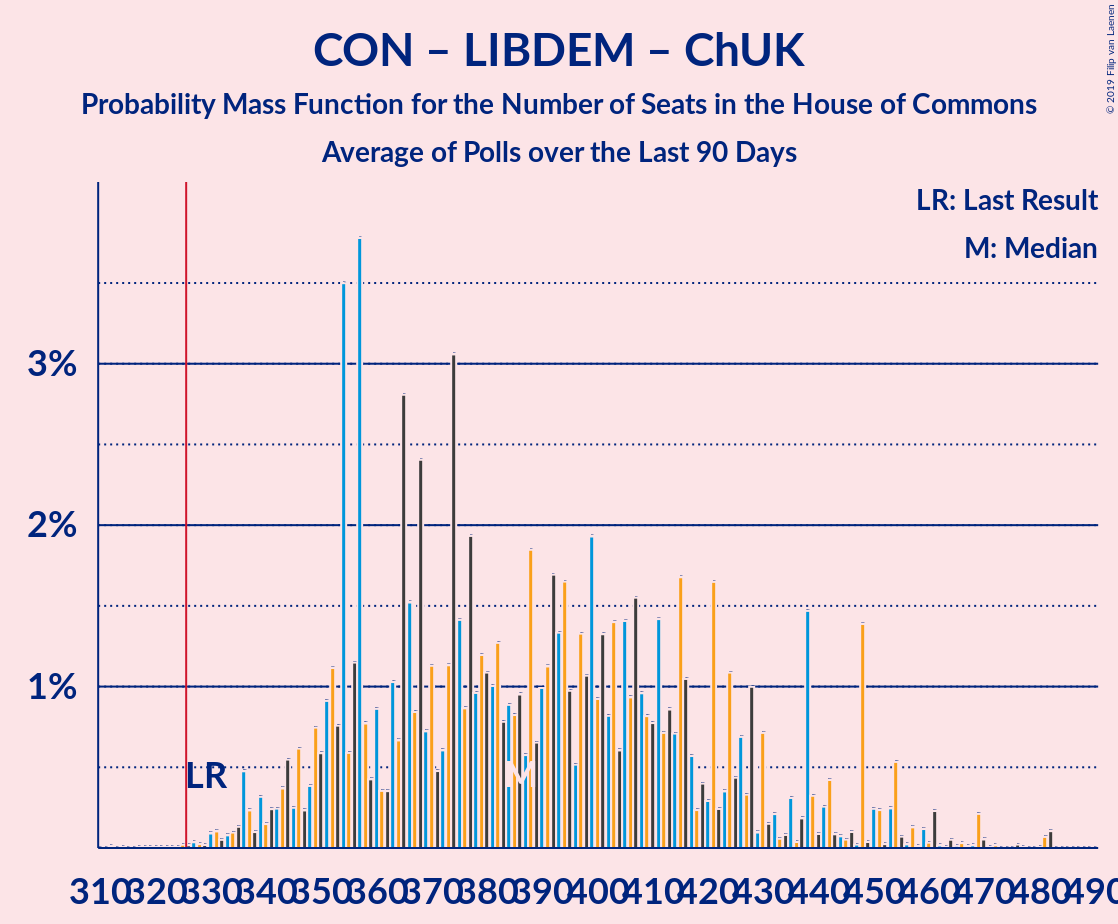 CON – LIBDEM – ChUK
Probability Mass Function for the Number of Seats in the House of Commons
Average of Polls over the Last 90 Days
© 2019 Filip van Laenen
LR: Last Result
M: Median
3%
2%
1%
LR
M
310 320 330 340 350 360 370 380 390 400 410 420 430 440 450 460 470 480 490